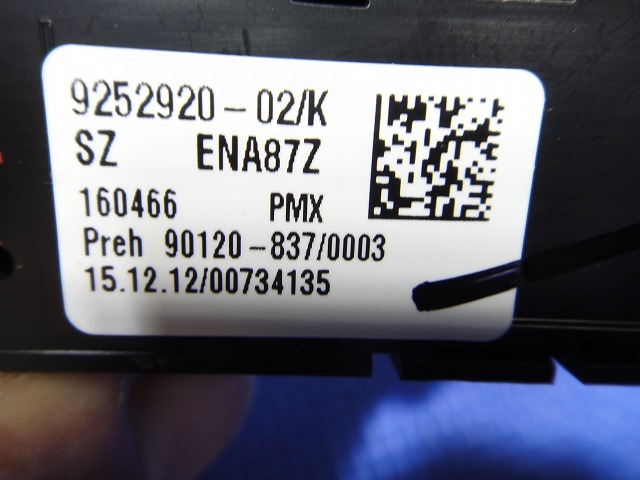 9252920-02/K
SZ ENA87Z
160466 PMX
Preh 90120-837/0003
15.12.12/00734135